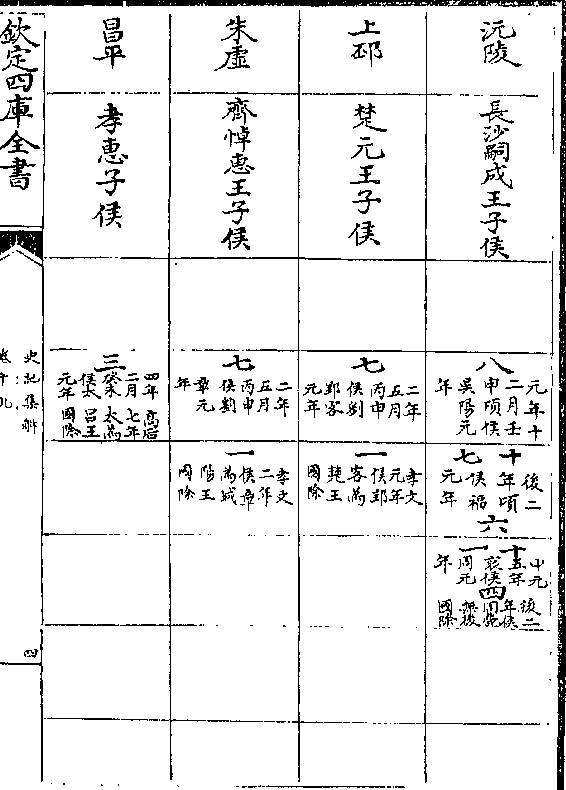 沅陵
長沙嗣成王子侯
八
元年十
二月壬
申頃侯
吳陽元
年
十七
後二
年頃
侯福
元年
六
十一
中元
五年
哀侯
周元
年
四
後二
年侯
周薨
無後
國除
上邳
楚元王子侯
七
二年
五月
丙申
侯劉
郢客
元年
一
孝文
元年
侯郢
客為
楚王
國除
朱虛
齊悼惠王子侯
七
二年
五月
丙申
侯劉
章元
年
一
孝文
二年
侯章
為城
陽王
國除
昌平
孝惠子侯
三
四年
二月
癸未
侯太
元年
高后
七年
太為
呂王
國除
欽定四庫全書
史記集解
卷十九
四